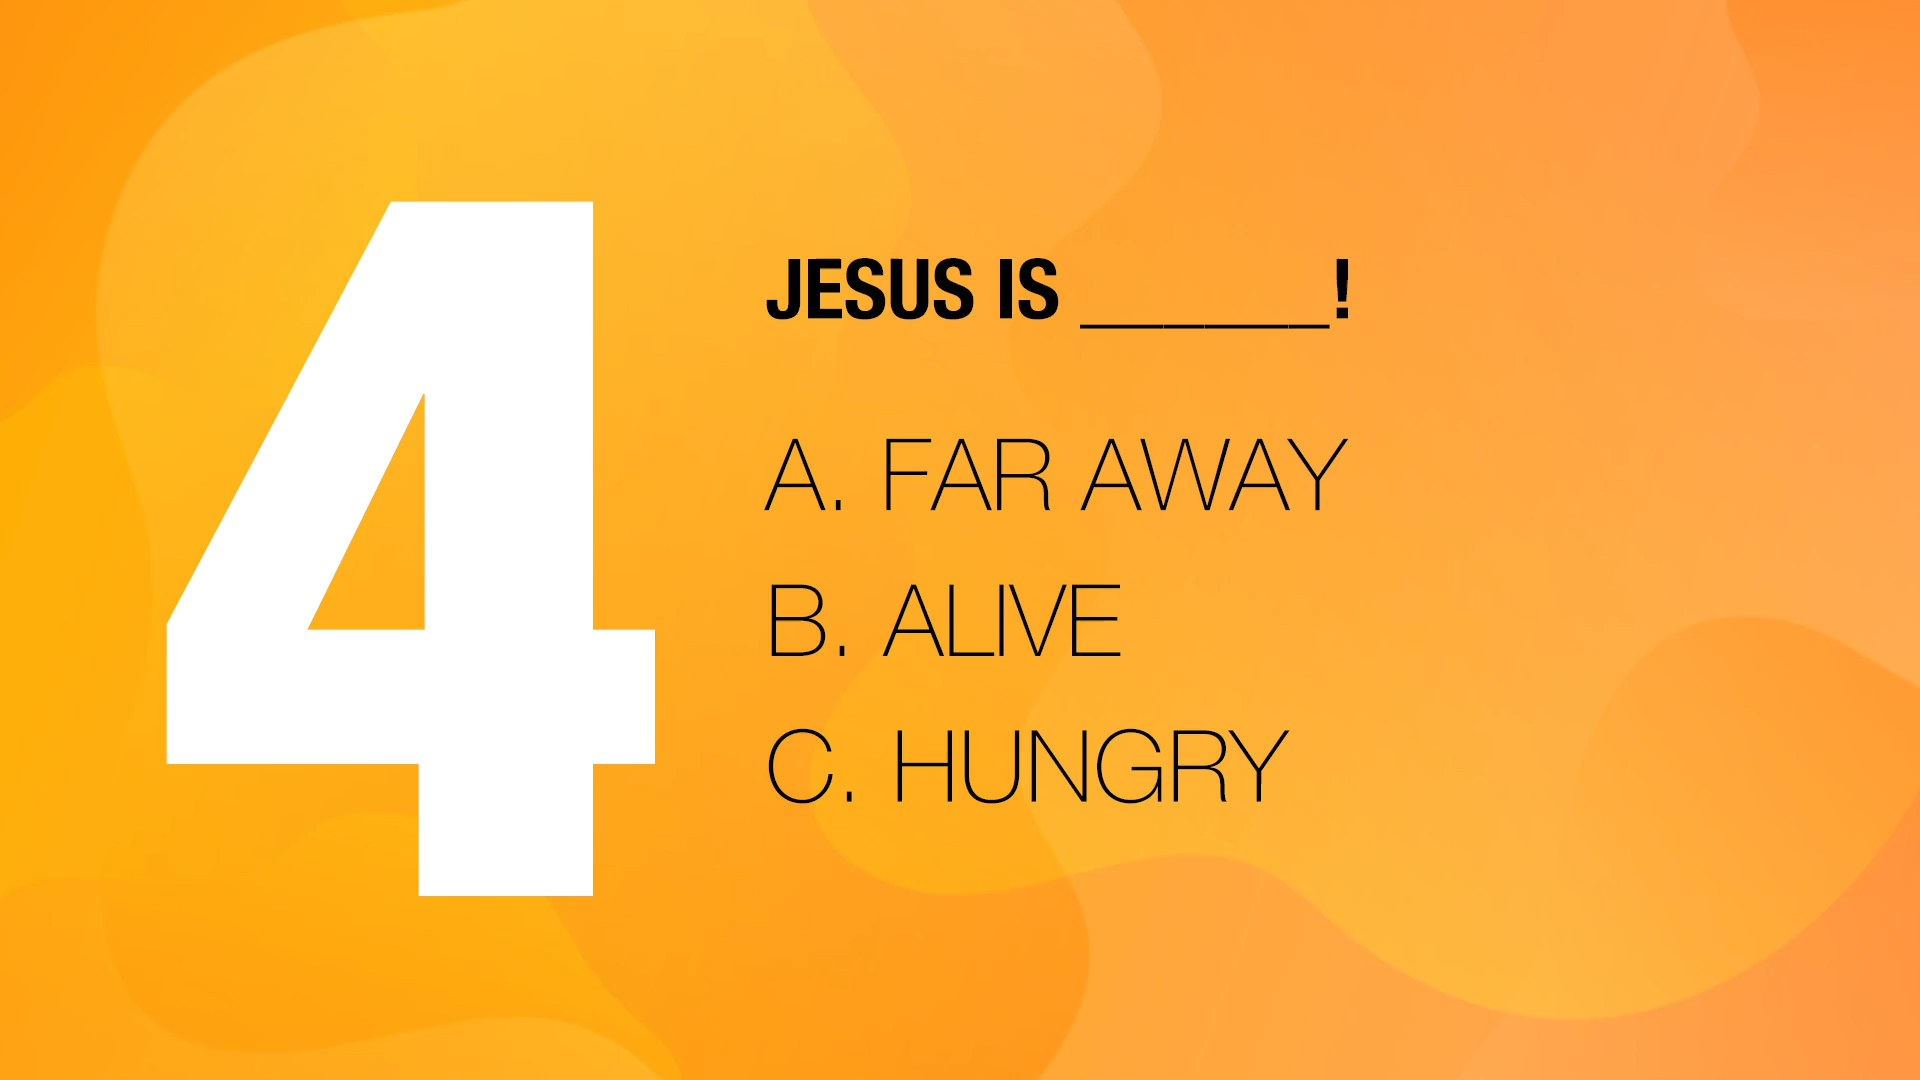 4
JESUS IS ______!
A. FAR AWAY
B. ALIVE
C. HUNGRY